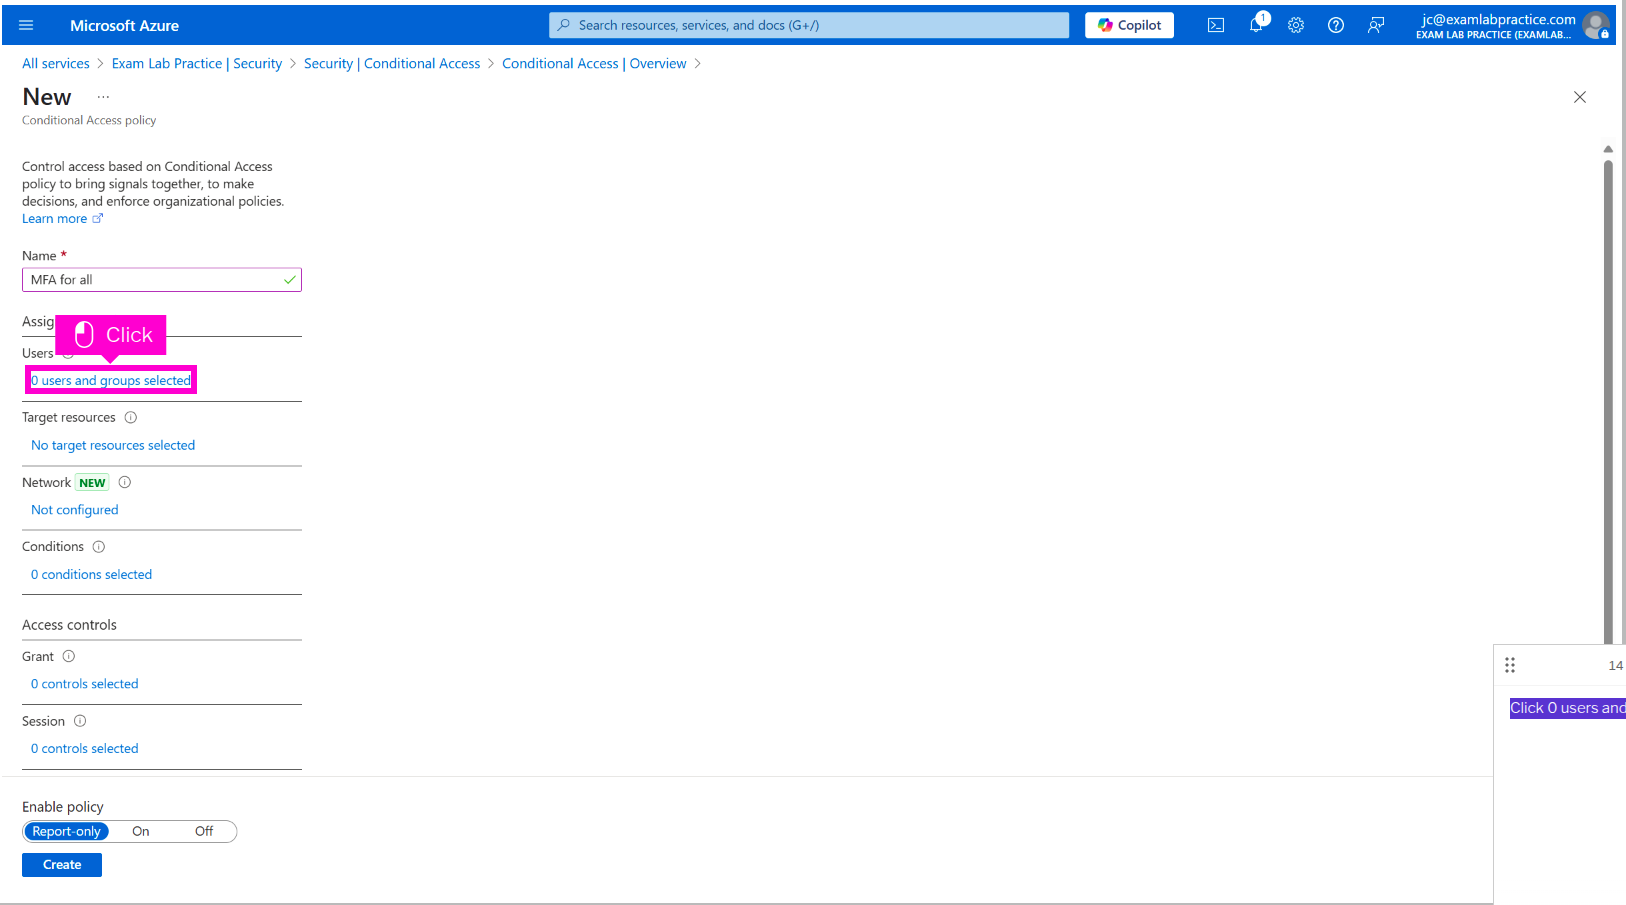 Microsoft Azure
Search resources, services, and docs (G+/)
Copilot
1
jc@examlabpractice.com
EXAM LAB PRACTICE (EXAMLAB...
All services > Exam Lab Practice | Security > Security | Conditional Access > Conditional Access | Overview >
New ...
Conditional Access policy
Control access based on Conditional Access
policy to bring signals together, to make
decisions, and enforce organizational policies.
Learn more
Name *
MFA for all
Assig
Click
Users
0 users and groups selected
Target resources
No target resources selected
Network NEW
Not configured
Conditions
0 conditions selected
Access controls
Grant
0 controls selected
14
Click 0 users and
Session
0 controls selected
Enable policy
Report-only On Off
Create